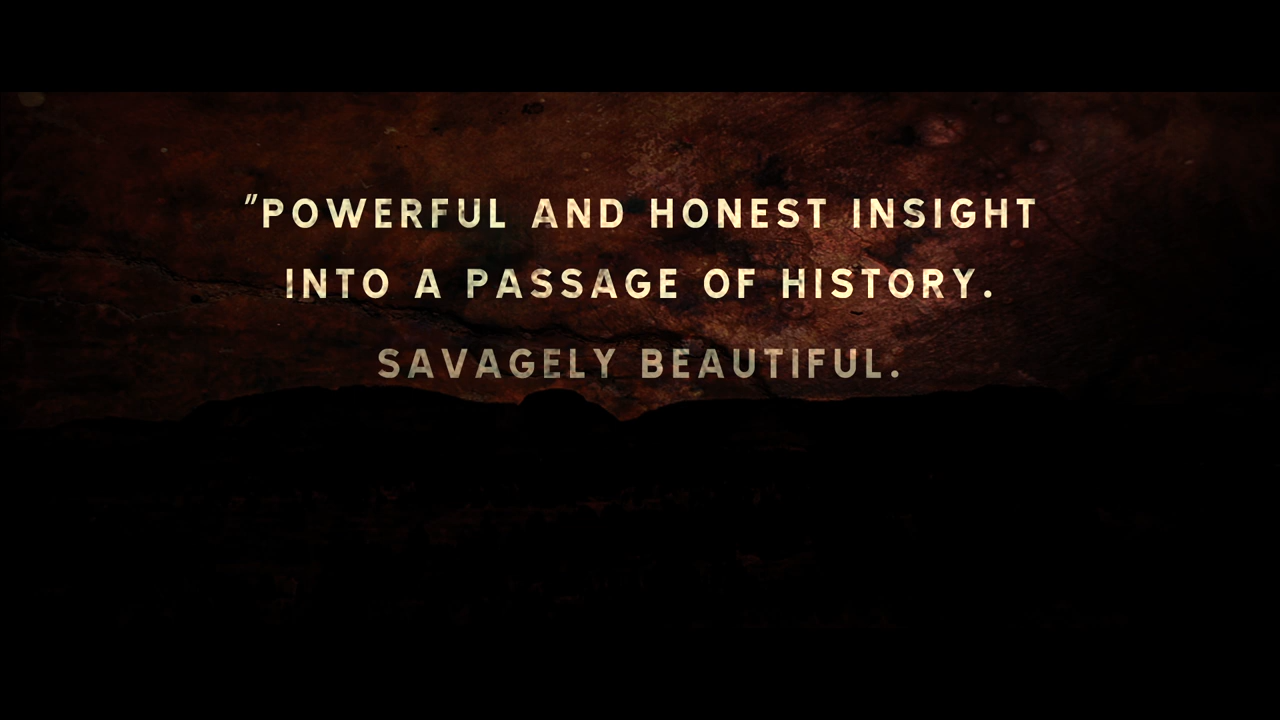 "POWERFUL AND HONEST INSIGHT
INTO A PASSAGE OF HISTORY.
SAVAGELY BEAUTIFUL.